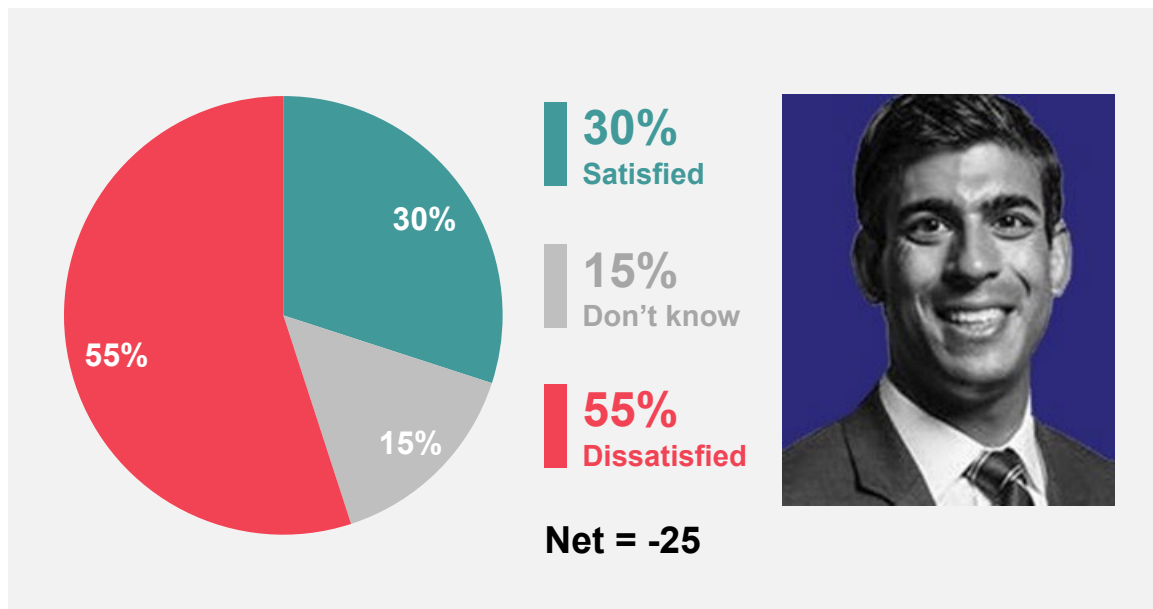 30%
15%
55%
30%
Satisfied
15%
Don’t know
55%
Dissatisfied
Net = -25